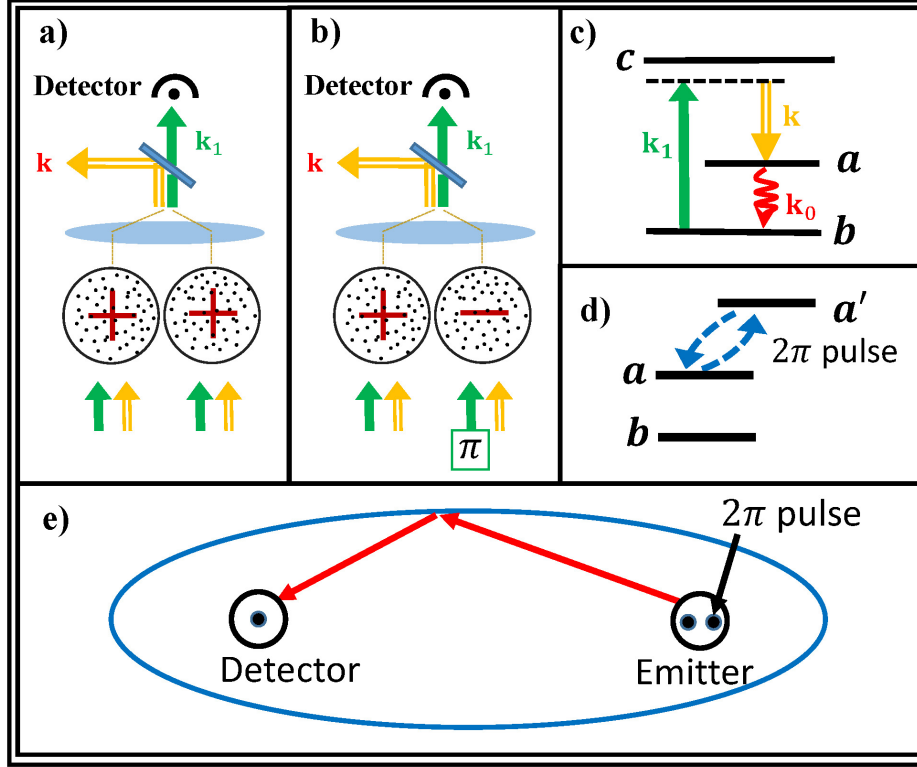 a)
Detector
k₁
k
b)
Detector
k₁
k
π
c)
c
k₁
k
a
k₀
b
d)
a′
2π pulse
a
b
e)
2π pulse
Detector
Emitter